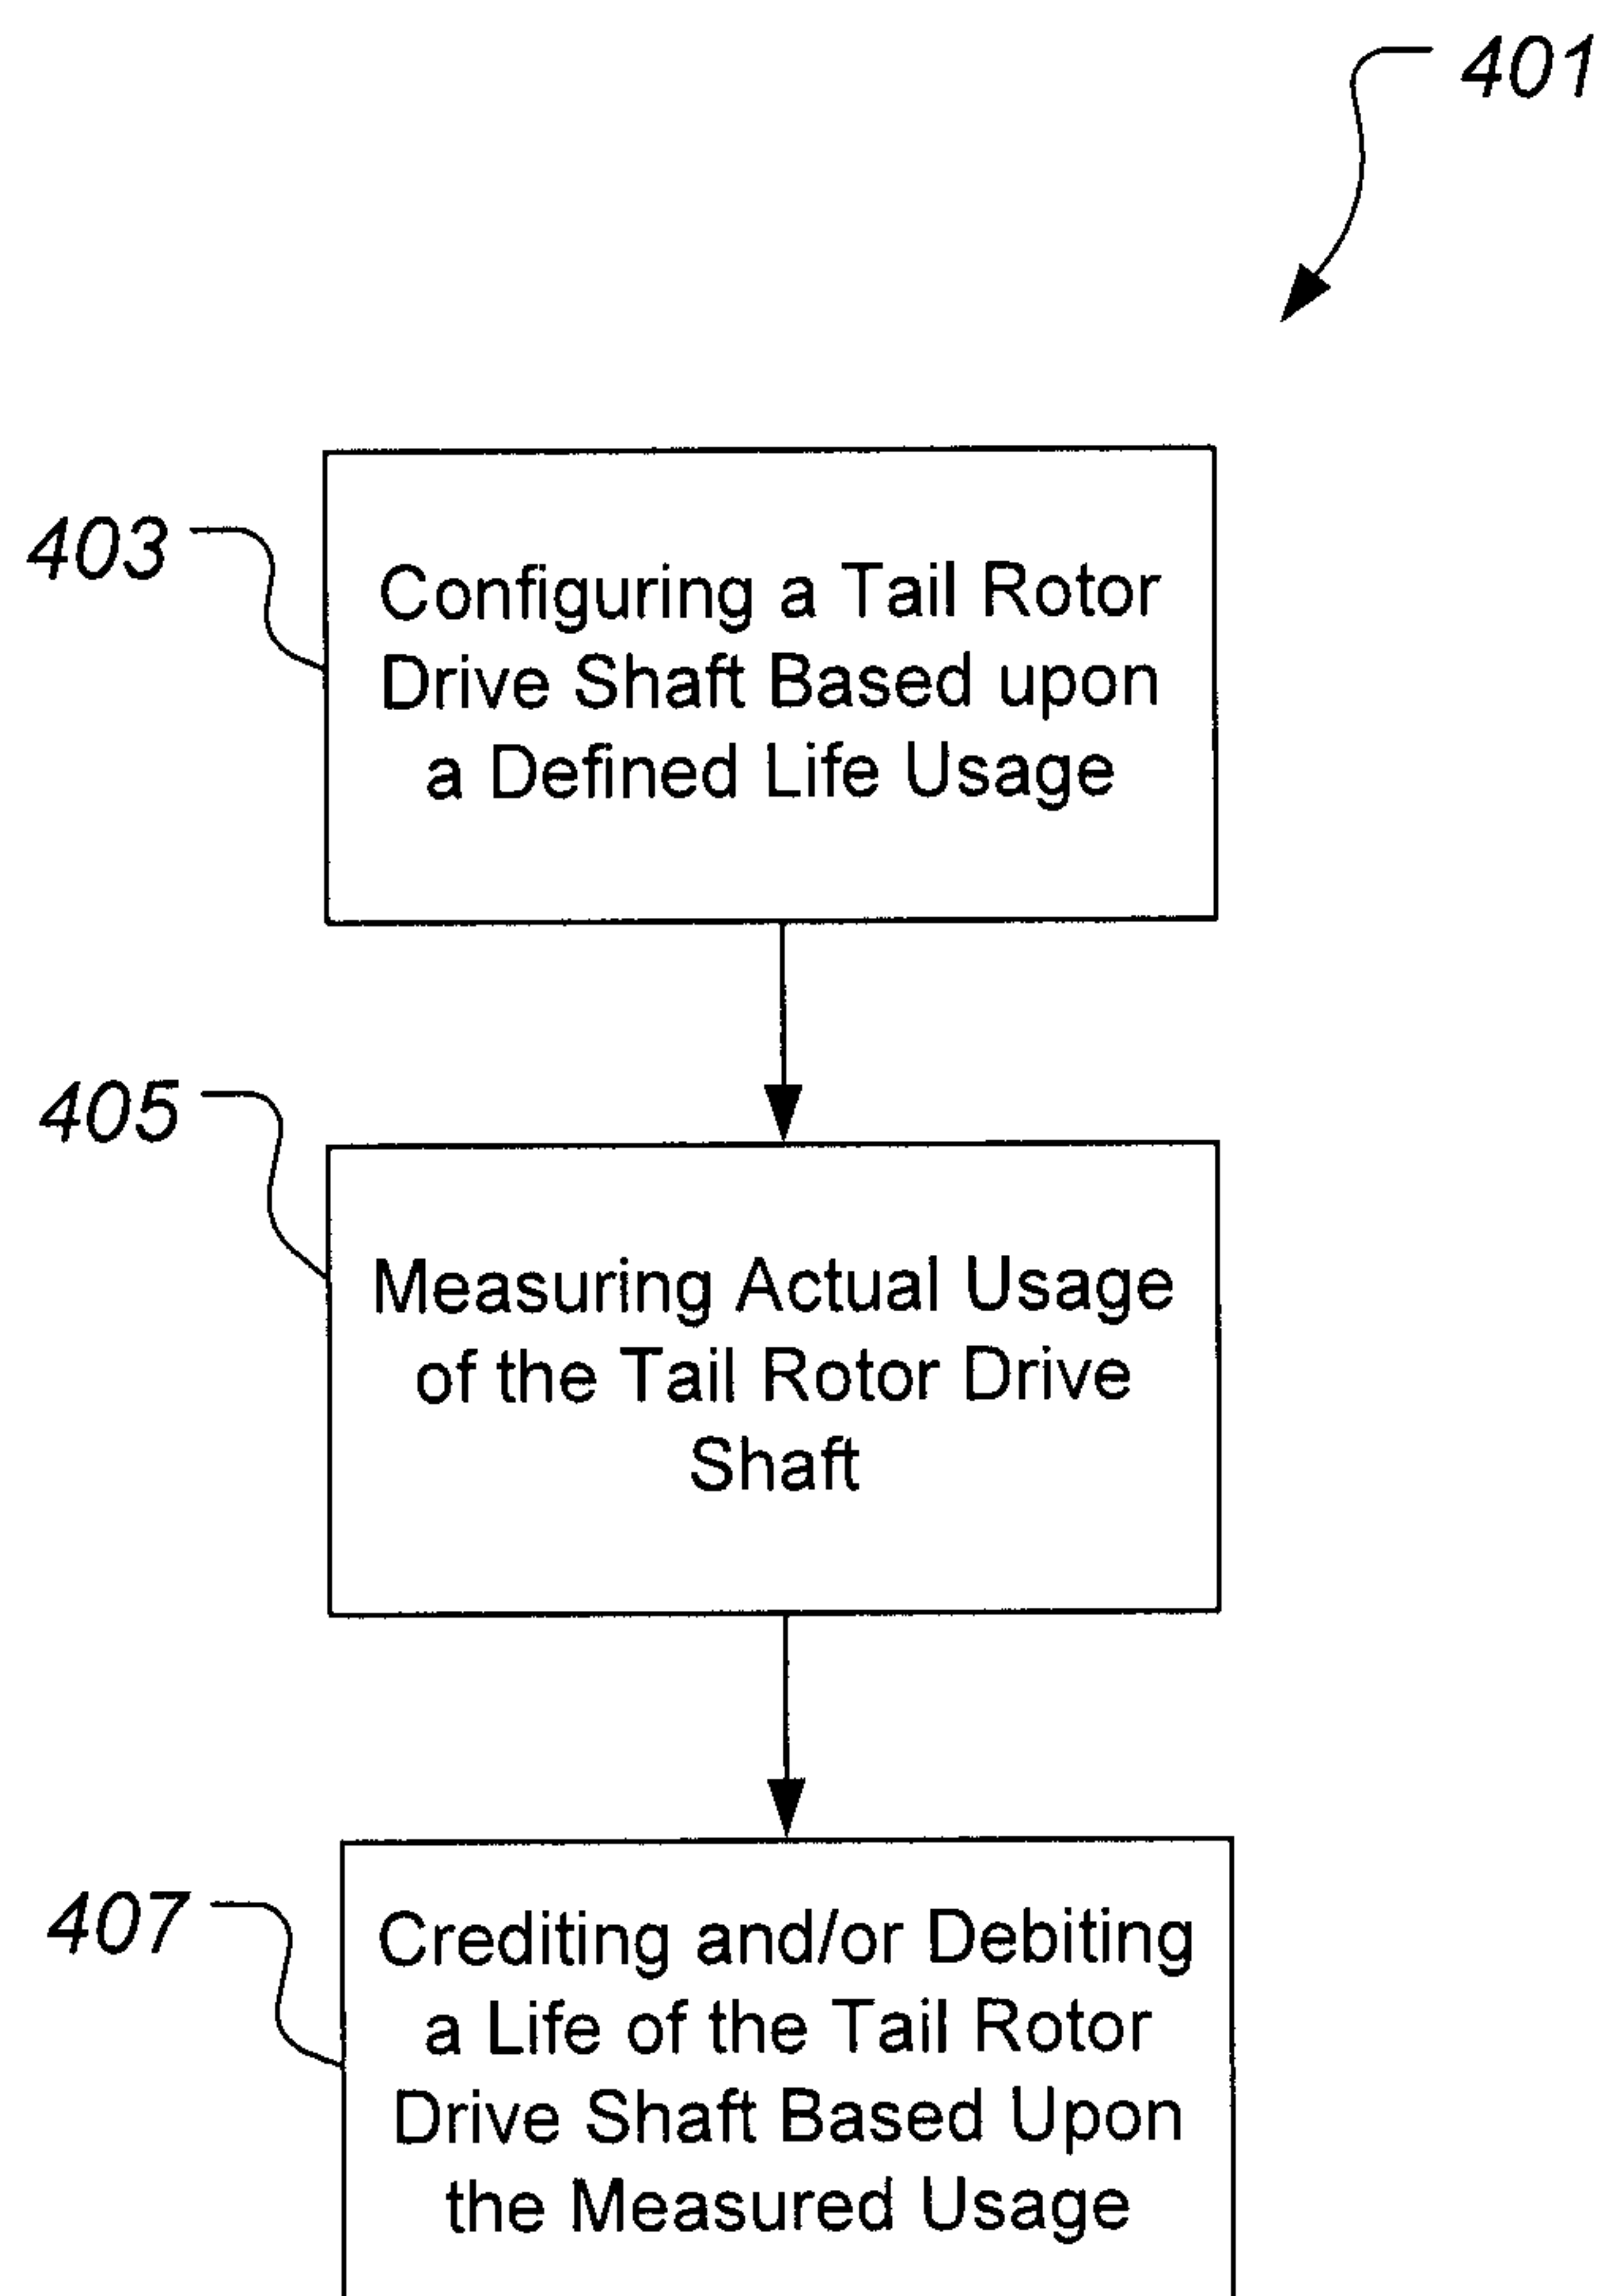 401
403
Configuring a Tail Rotor
Drive Shaft Based upon
a Defined Life Usage
405
Measuring Actual Usage
of the Tail Rotor Drive
Shaft
407
Crediting and/or Debiting
a Life of the Tail Rotor
Drive Shaft Based Upon
the Measured Usage